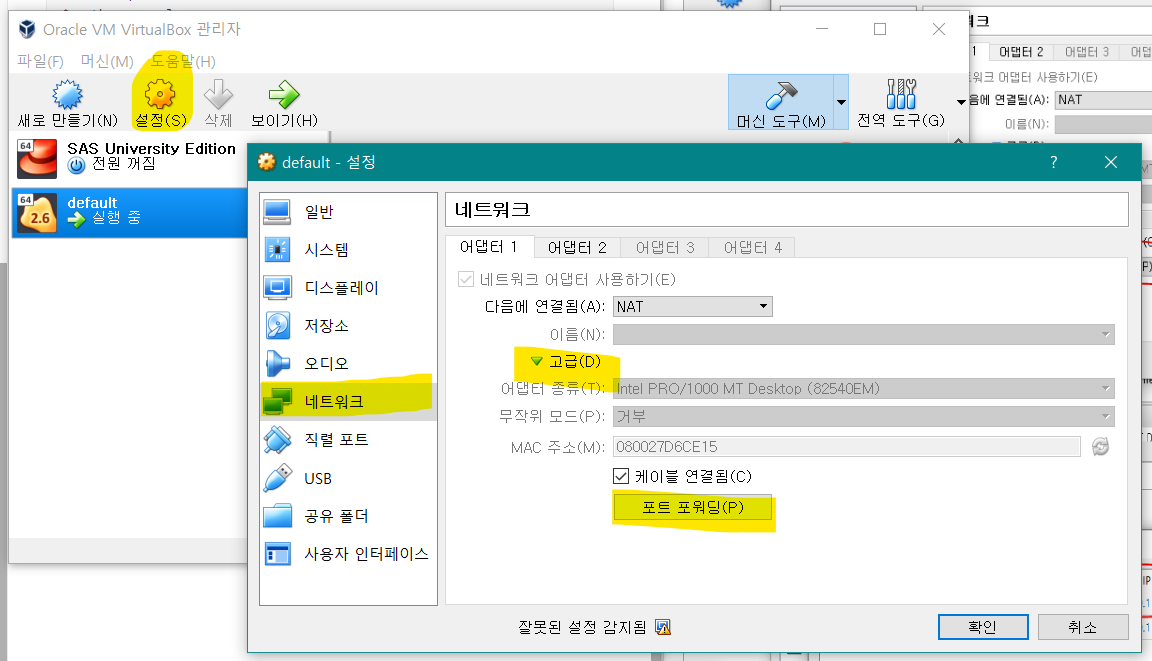 Oracle VM VirtualBox 관리자
파일(F) 머신(M) 도움말(H)
새로 만들기(N) 설정(S) 삭제 보이기(H) 머신 도구(M) 전역 도구(G)
64 SAS University Edition
전원 꺼짐
64 2.6 default
실행 중
default - 설정 ?
일반
시스템
디스플레이
저장소
오디오
네트워크
직렬 포트
USB
공유 폴더
사용자 인터페이스
네트워크
어댑터 1 어댑터 2 어댑터 3 어댑터 4
네트워크 어댑터 사용하기(E)
다음에 연결됨(A): NAT
이름(N):
고급(D)
어댑터 종류(T): Intel PRO/1000 MT Desktop (82540EM)
무작위 모드(P): 거부
MAC 주소(M): 080027D6CE15
케이블 연결됨(C)
포트 포워딩(P)
잘못된 설정 감지됨
확인 취소
워크
1 어댑터 2 어댑터 3
워크 어댑터 사용하기(E)
음에 연결됨(A): NAT
이름(N):